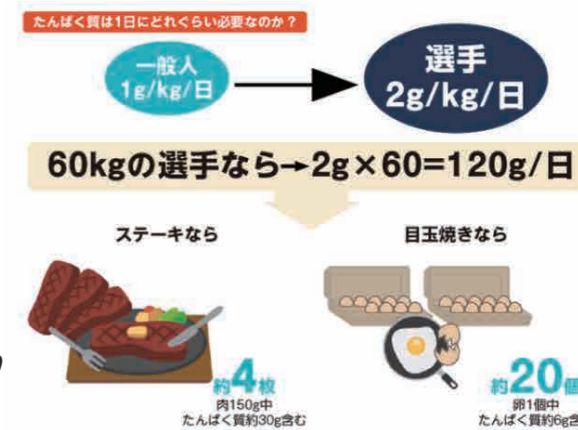 たんぱく質は1日にどれぐらい必要なのか？
一般人
1g/kg/日
選手
2g/kg/日
60kgの選手なら→2g×60=120g/日
ステーキなら
目玉焼きなら
約4枚
肉150g中
たんぱく質約30g含む
約20個
卵1個中
たんぱく質約6g含